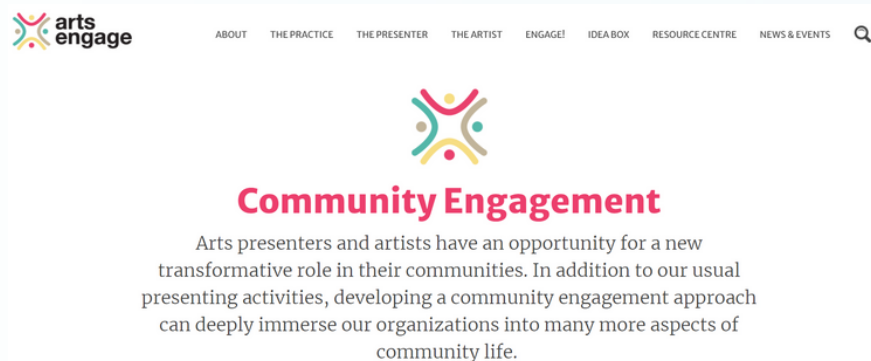 arts
engage
ABOUT THE PRACTICE THE PRESENTER THE ARTIST ENGAGE! IDEA BOX RESOURCE CENTRE NEWS & EVENTS
Community Engagement
Arts presenters and artists have an opportunity for a new
transformative role in their communities. In addition to our usual
presenting activities, developing a community engagement approach
can deeply immerse our organizations into many more aspects of
community life.